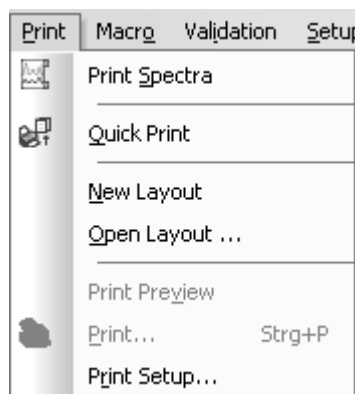 Print Macro Validation Setup
Print Spectra
Quick Print
New Layout
Open Layout ...
Print Preview
Print... Strg+P
Print Setup...